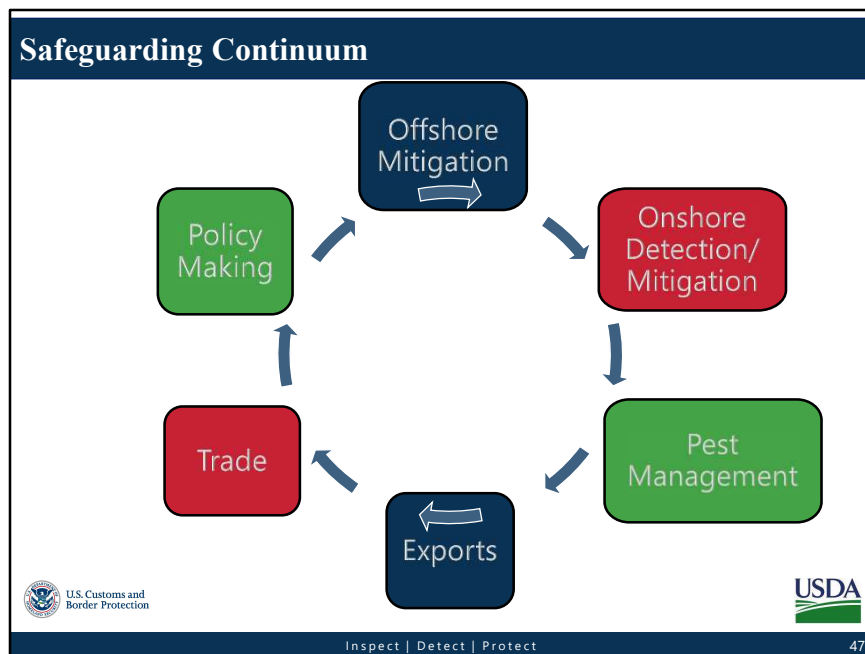 Safeguarding Continuum
Offshore
Mitigation
Onshore
Detection/
Mitigation
Policy
Making
Trade
Pest
Management
Exports
U.S. Customs and
Border Protection
USDA
Inspect | Detect | Protect
47